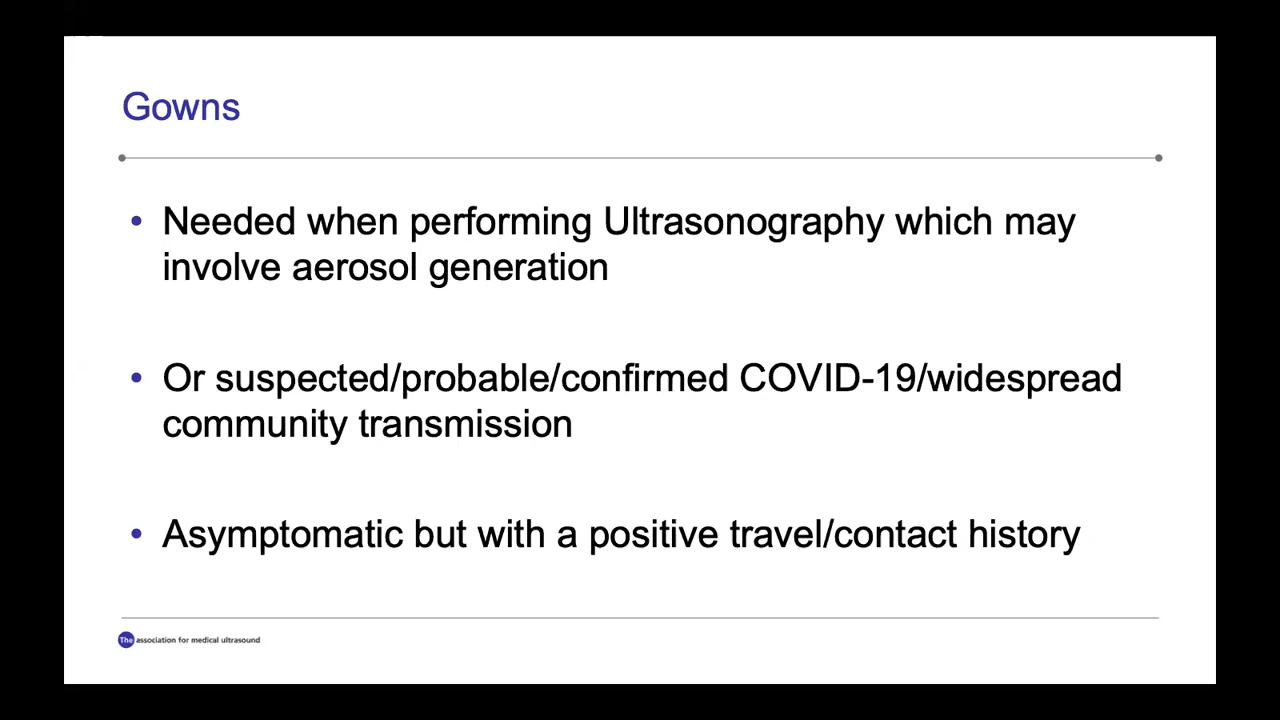 Gowns
• Needed when performing Ultrasonography which may
involve aerosol generation
• Or suspected/probable/confirmed COVID-19/widespread
community transmission
• Asymptomatic but with a positive travel/contact history
The association for medical ultrasound